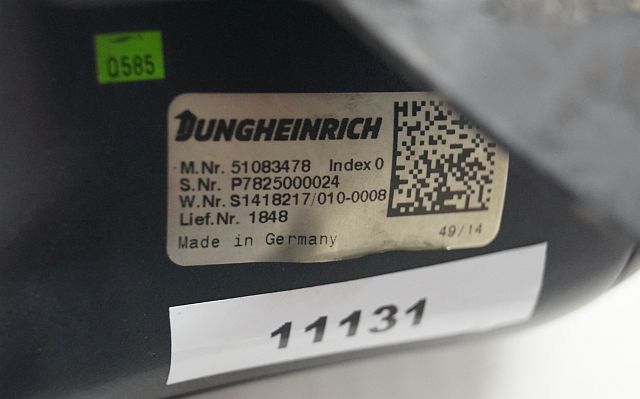 Q585
JUNGHEINRICH
M.Nr. 51083478 Index 0
S.Nr. P7825000024
W.Nr. S1418217/010-0008
Lief.Nr. 1848
Made in Germany
49/14
11131